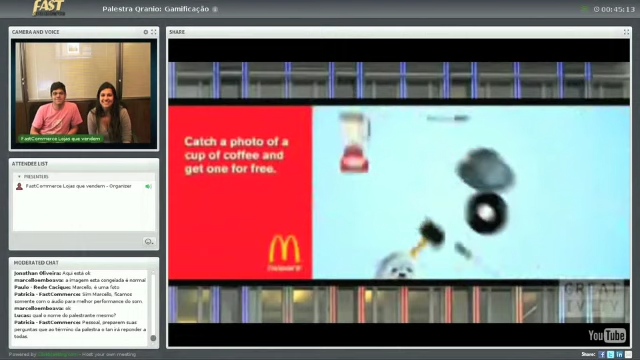 FAST
Palestra Qranio: Gamificação
00:45:13
CAMERA AND VOICE
FastCommerce Lojas que vendem
ATTENDEE LIST
PRESENTERS
FastCommerce Lojas que vendem - Organizer
MODERATED CHAT
Jonathan Oliveira: Aqui esta ok
marcelloemboava: a imagem esta congelada é normal
Paulo - Rede Cacique: Marcello, é uma foto
Patricia - FastCommerce: Sim Marcello, ficamos
somente com o áudio para melhor performance do som
marcelloemboava: ok
Lucas: qual o nome do palestrante mesmo?
Patricia - FastCommerce: Pessoal, preparem suas
perguntas que ao término da palestra o Ian irá reponder a
todas.
Powered by
Host your own meeting
SHARE
Catch a photo of a
cup of coffee and
get one for free.
GREAT
TV
YouTube
Share: